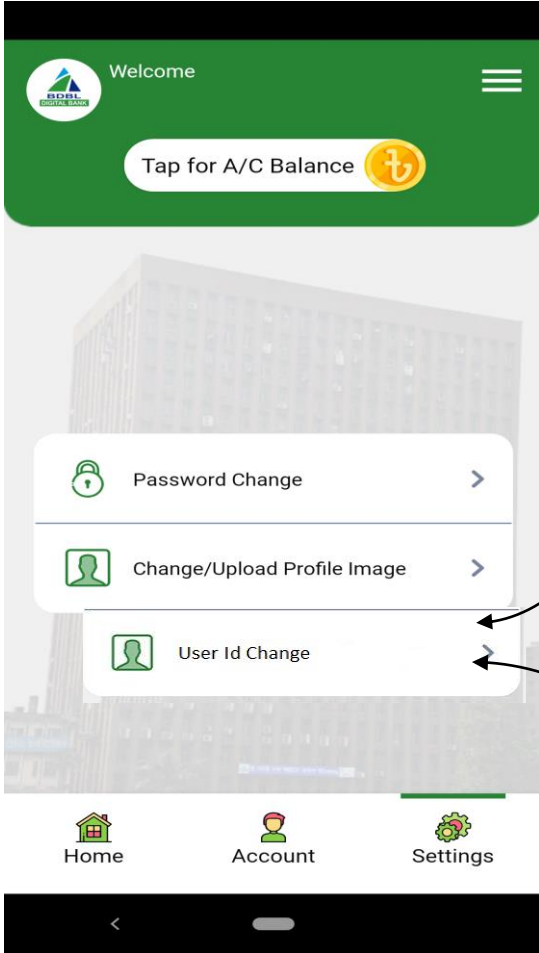 Welcome
BDBL
DIGITAL BANK
Tap for A/C Balance
Password Change
Change/Upload Profile Image
User Id Change
Home
Account
Settings